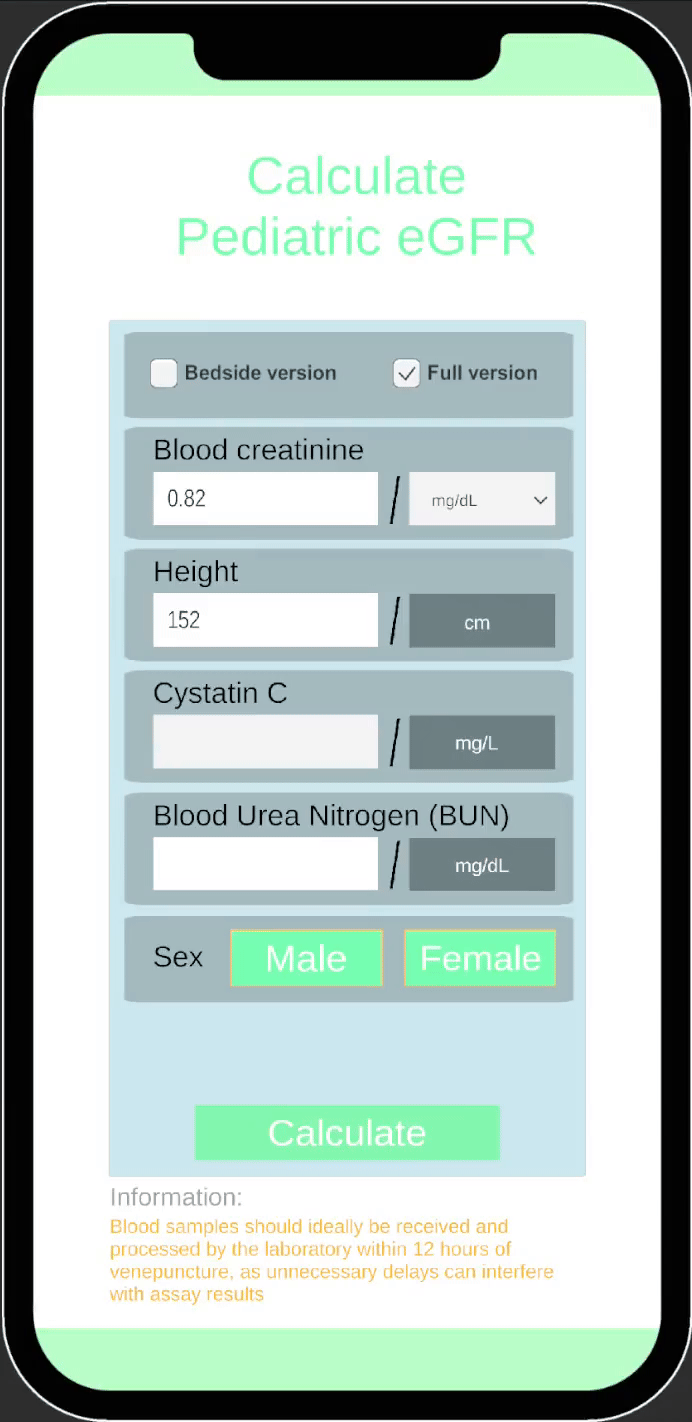 Calculate
Pediatric eGFR
Bedside version
Full version
Blood creatinine
0.82 / mg/dL
Height
152 / cm
Cystatin C
/ mg/L
Blood Urea Nitrogen (BUN)
/ mg/dL
Sex Male Female
Calculate
Information:
Blood samples should ideally be received and
processed by the laboratory within 12 hours of
venepuncture, as unnecessary delays can interfere
with assay results